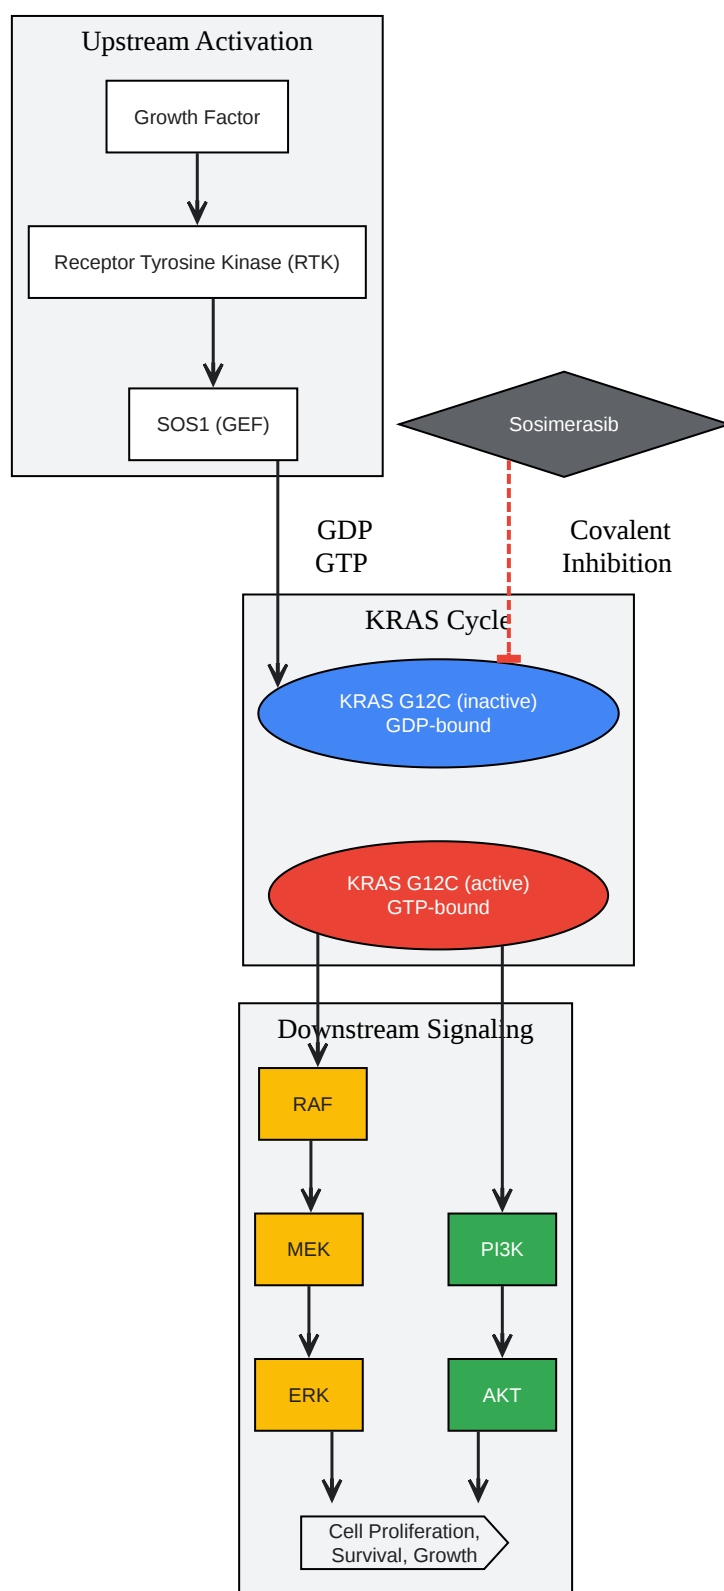 Upstream Activation
Growth Factor
Receptor Tyrosine Kinase (RTK)
SOS1 (GEF)
Sosimerasib
GDP
GTP
Covalent
Inhibition
KRAS Cycle
KRAS G12C (inactive)
GDP-bound
KRAS G12C (active)
GTP-bound
Downstream Signaling
RAF
MEK
PI3K
ERK
AKT
Cell Proliferation,
Survival, Growth